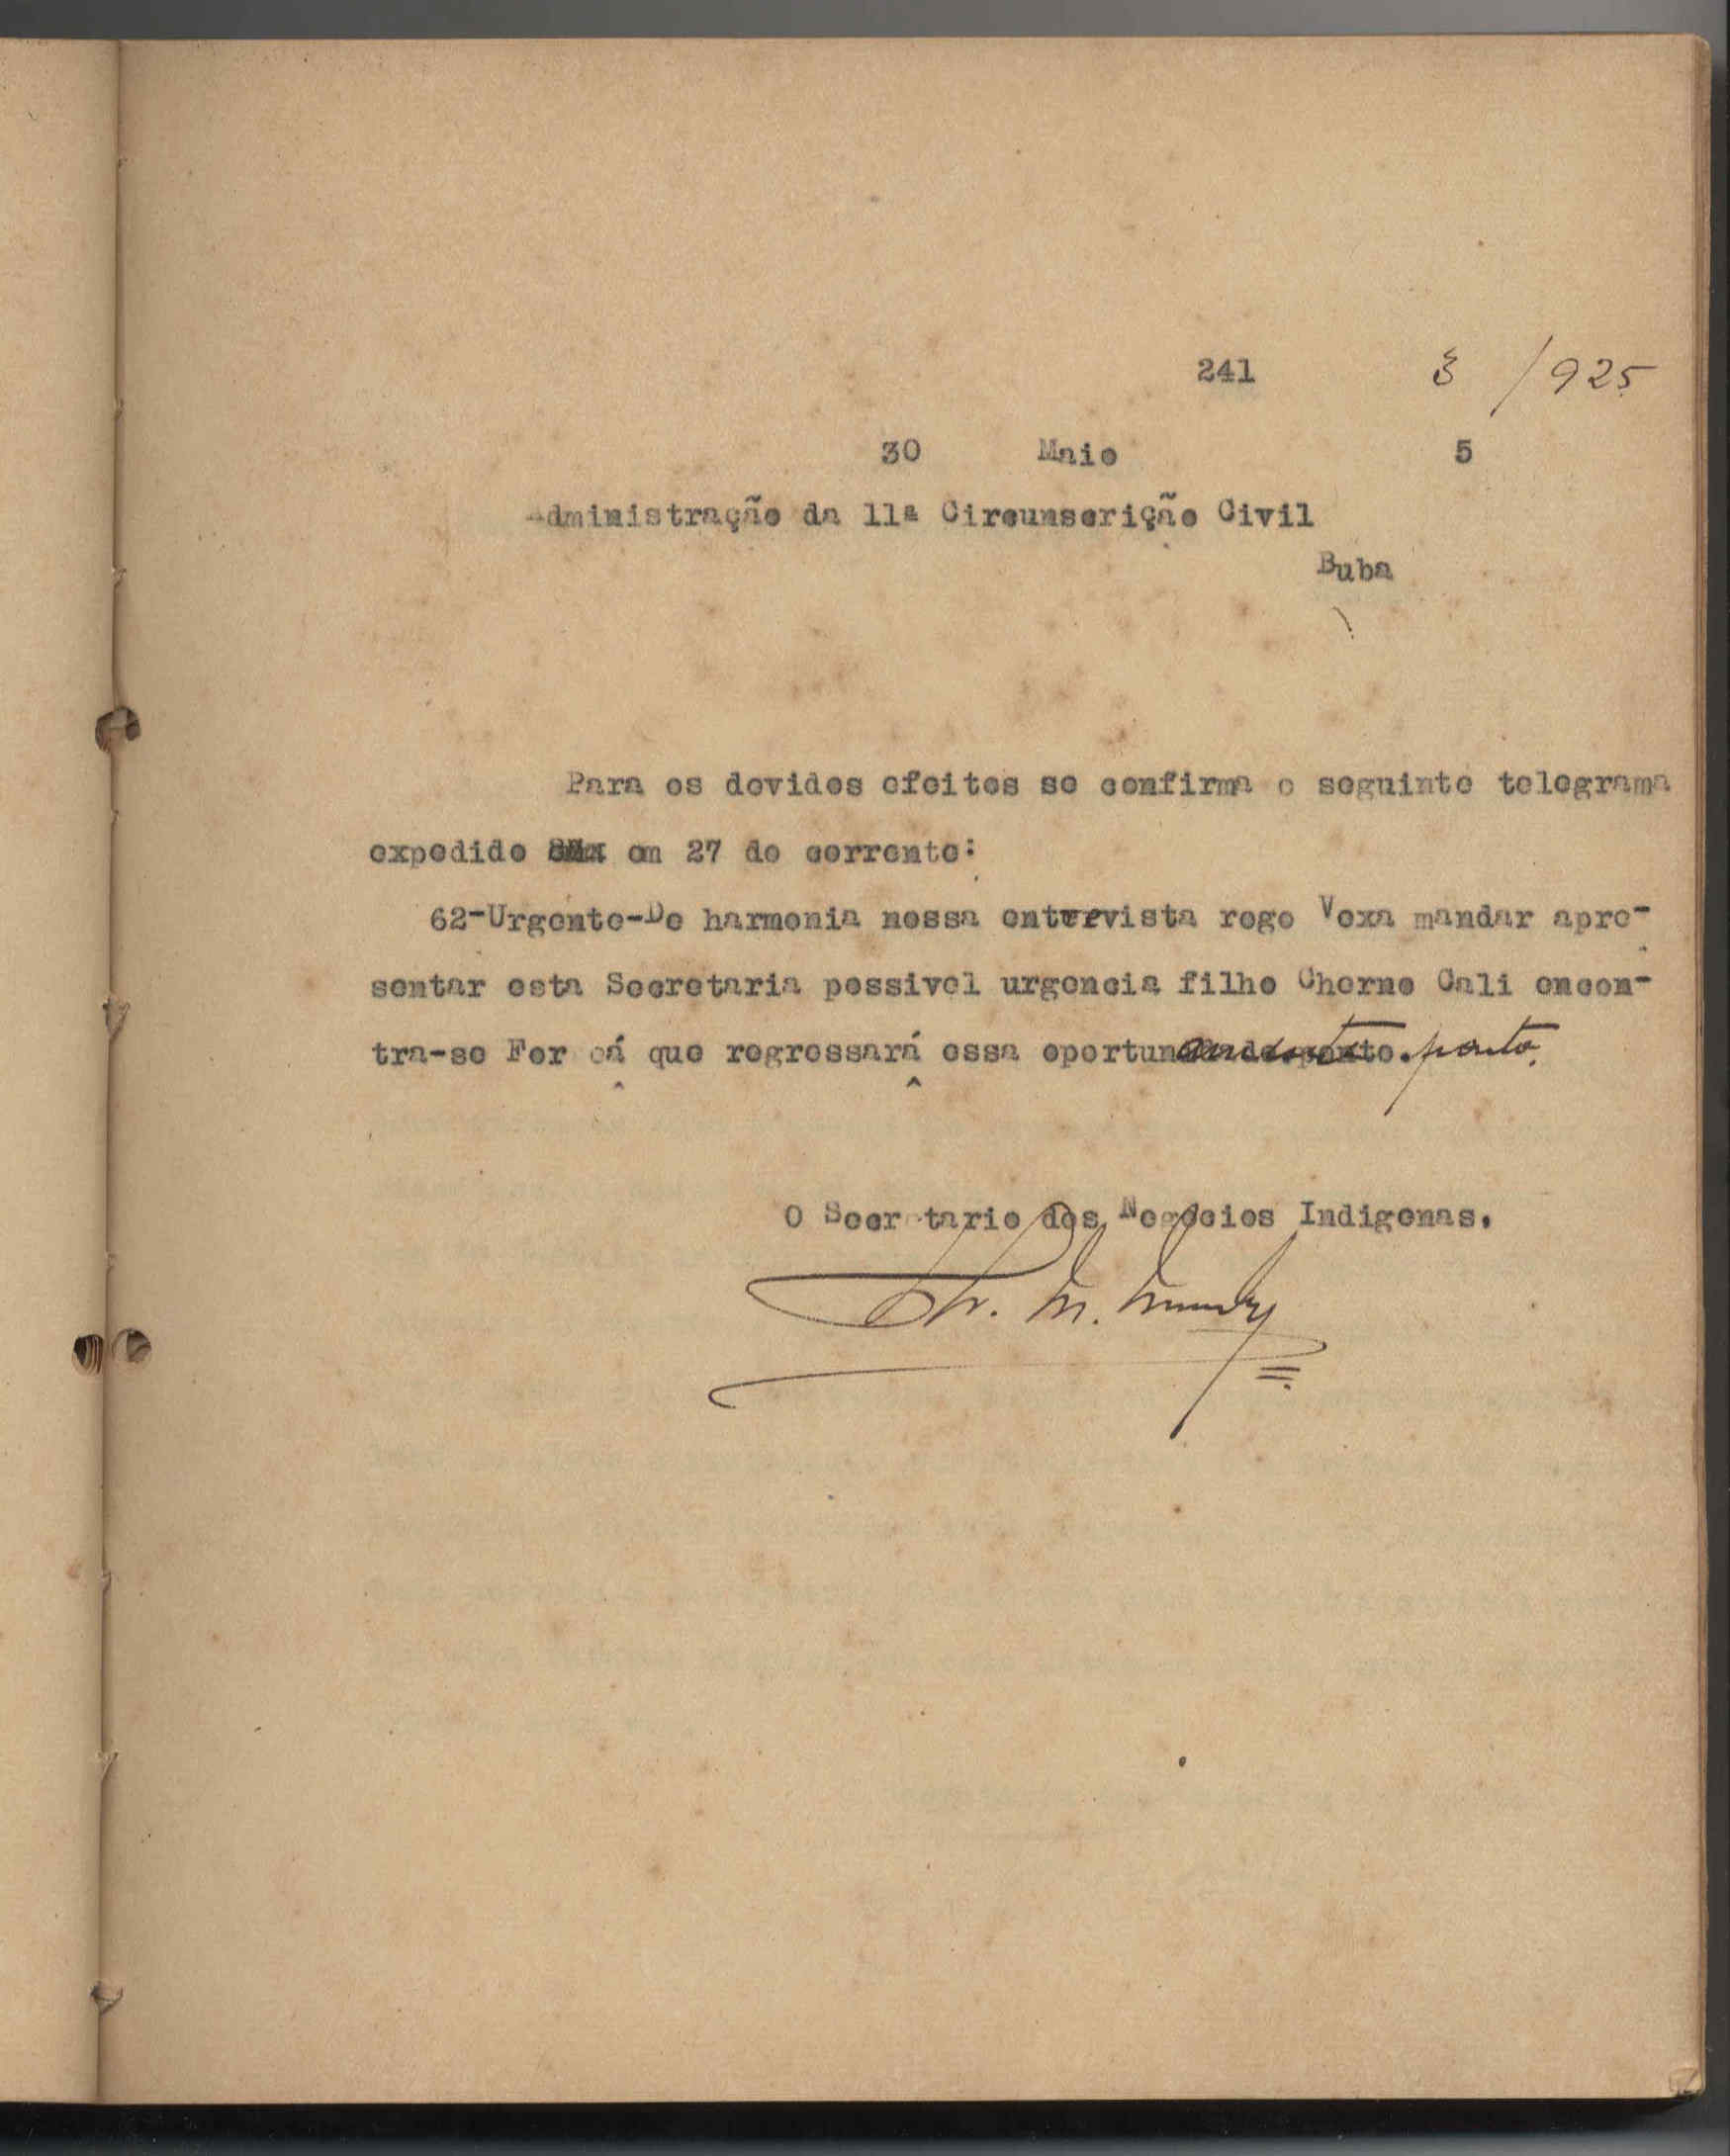 241 3 /925
30 Maio 5
Administração da 11ª Circunscrição Civil
Buba
Para os devidos efeitos se confirma o seguinte telegrama
expedido em 27 do corrente:
62-Urgente-De harmonia nossa entrevista rogo Vexa mandar apre-
sentar esta Secretaria possivel urgencia filho Cherno Cali encon-
tra-se For cá que regressará essa oportunamente ponto.
O Secretario dos Negocios Indigenas.